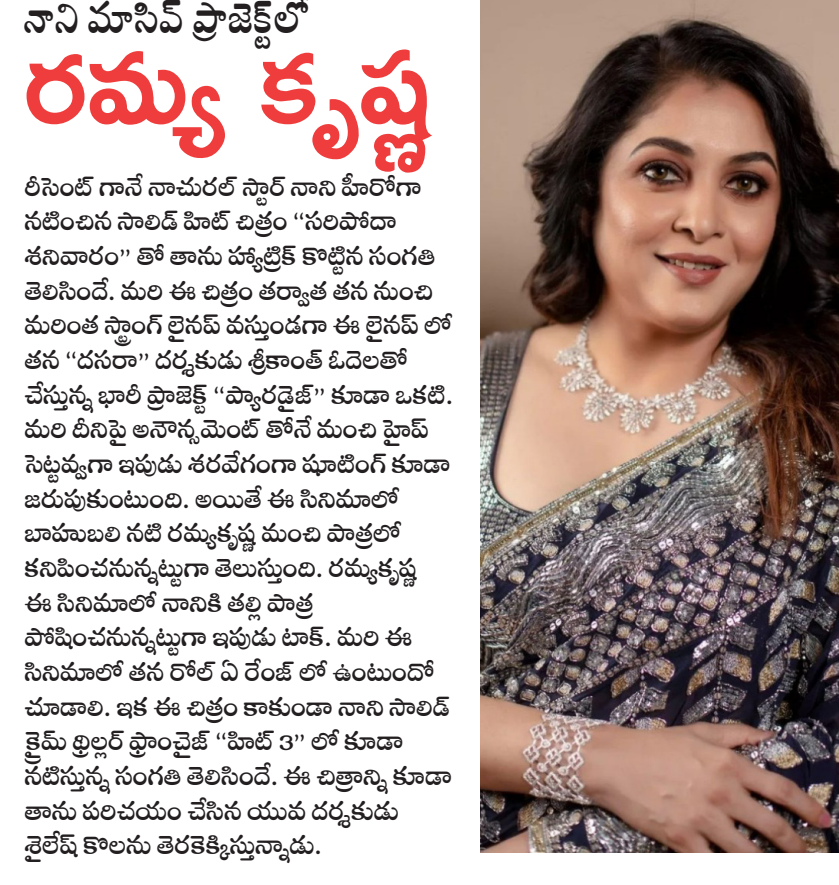 నాని మాసివ్ ప్రాజెక్ట్‌లో
రమ్య కృష్ణ
రీసెంట్ గానే నాచురల్ స్టార్ నాని హీరోగా
నటించిన సాలిడ్ హిట్ చిత్రం “సరిపోదా
శనివారం” తో తాను హ్యాట్రిక్ కొట్టిన సంగతి
తెలిసిందే. మరి ఈ చిత్రం తర్వాత తన నుంచి
మరింత స్ట్రాంగ్ లైనప్ వస్తుండగా ఈ లైనప్ లో
తన “దసరా” దర్శకుడు శ్రీకాంత్ ఓదెలతో
చేస్తున్న భారీ ప్రాజెక్ట్ “ప్యారడైజ్” కూడా ఒకటి.
మరి దీనిపై అనౌన్సమెంట్ తోనే మంచి హైప్
సెట్టవ్వగా ఇపుడు శరవేగంగా షూటింగ్ కూడా
జరుపుకుంటుంది. అయితే ఈ సినిమాలో
బాహుబలి నటి రమ్యకృష్ణ మంచి పాత్రలో
కనిపించనున్నట్టుగా తెలుస్తుంది. రమ్యకృష్ణ
ఈ సినిమాలో నానికి తల్లి పాత్ర
పోషించనున్నట్టుగా ఇపుడు టాక్. మరి ఈ
సినిమాలో తన రోల్ ఏ రేంజ్ లో ఉంటుందో
చూడాలి. ఇక ఈ చిత్రం కాకుండా నాని సాలిడ్
క్రైమ్ థ్రిల్లర్ ఫ్రాంచైజ్ “హిట్ 3” లో కూడా
నటిస్తున్న సంగతి తెలిసిందే. ఈ చిత్రాన్ని కూడా
తాను పరిచయం చేసిన యువ దర్శకుడు
శైలేష్ కొలను తెరకెక్కిస్తున్నాడు.